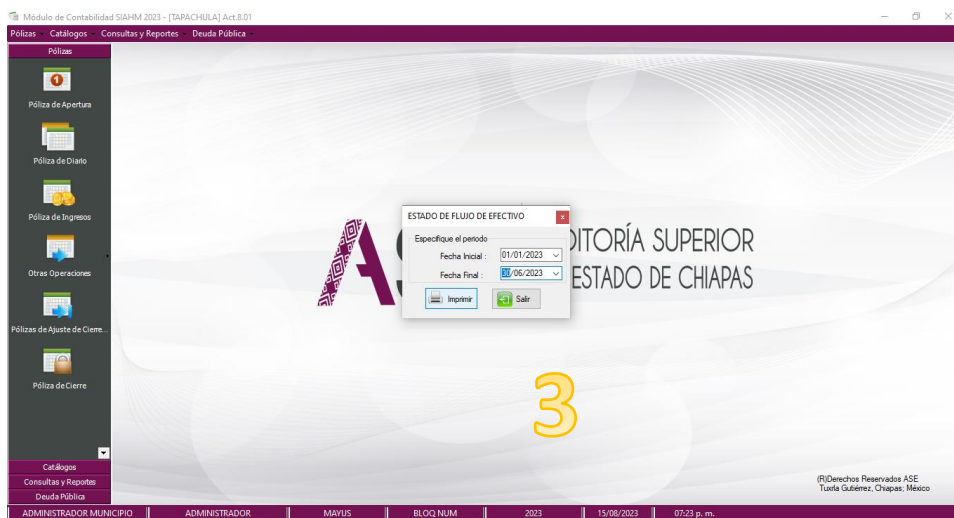 Módulo de Contabilidad SIAHM 2023 - [TAPACHULA] Act.8.01
Pólizas Catálogos Consultas y Reportes Deuda Pública
Pólizas
Póliza de Apertura
Póliza de Diario
Póliza de Ingresos
Otras Operaciones
Pólizas de Ajuste de Cierre...
Póliza de Cierre
Catálogos
Consultas y Reportes
Deuda Pública
ESTADO DE FLUJO DE EFECTIVO
Especifique el periodo
Fecha Inicial : 01/01/2023
Fecha Final : 30/06/2023
Imprimir Salir
DITORÍA SUPERIOR
ESTADO DE CHIAPAS
3
(R)Derechos Reservados ASE
Tuxtla Gutiérrez, Chiapas; México
ADMINISTRADOR MUNICIPIO ADMINISTRADOR MAYUS BLOQ NUM 2023 15/08/2023 07:23 p. m.